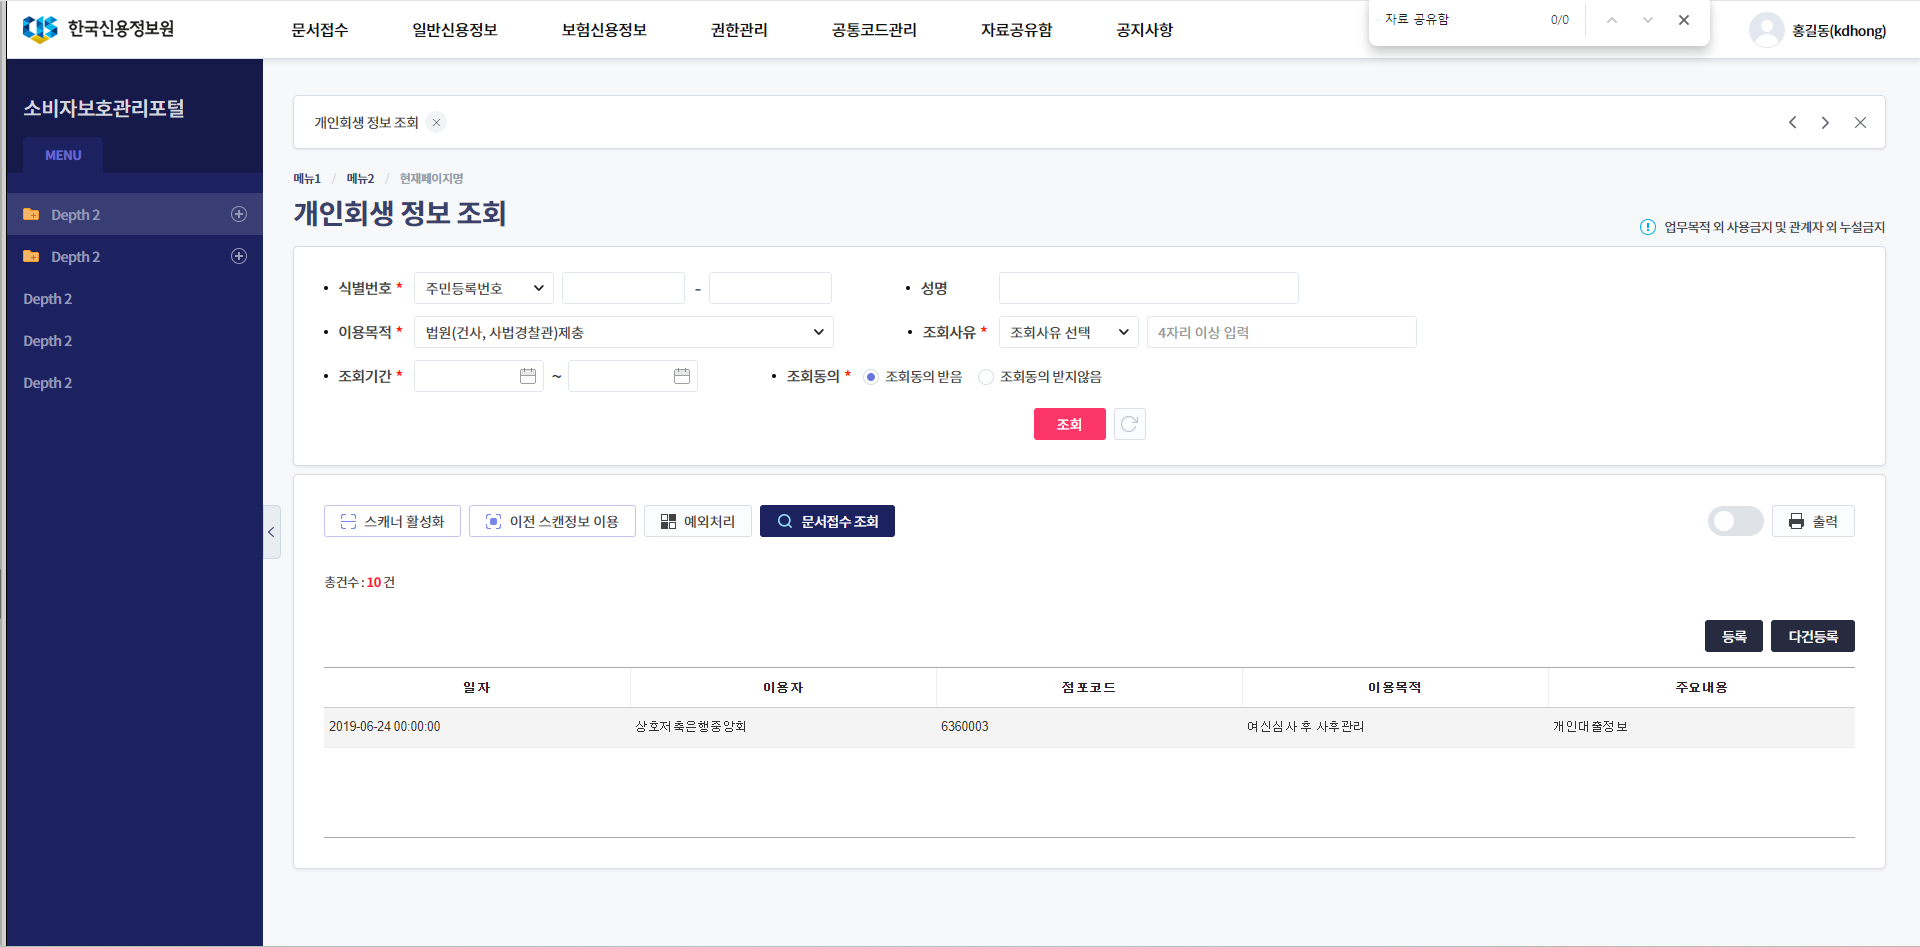 한국신용정보원
문서접수 일반신용정보 보험신용정보 권한관리 공통코드관리 자료공유함 공지사항
자료 공유함 0/0
홍길동(kdhong)
소비자보호관리포털
MENU
Depth 2
Depth 2
Depth 2
Depth 2
Depth 2
개인회생 정보 조회
메뉴1 / 메뉴2 / 현재페이지명
개인회생 정보 조회
업무목적 외 사용금지 및 관계자 외 누설금지
• 식별번호 * 주민등록번호 - • 성명
• 이용목적 * 법원(검사, 사법경찰관)제출 • 조회사유 * 조회사유 선택 4자리 이상 입력
• 조회기간 * ~ • 조회동의 * 조회동의 받음 조회동의 받지않음
조회
스캐너 활성화 이전 스캔정보 이용 예외처리 문서접수 조회 출력
총건수 : 10 건
등록 다건등록
일자 이용자 점포코드 이용목적 주요내용
2019-06-24 00:00:00 상호저축은행중앙회 6360003 여신심사 후 사후관리 개인대출정보